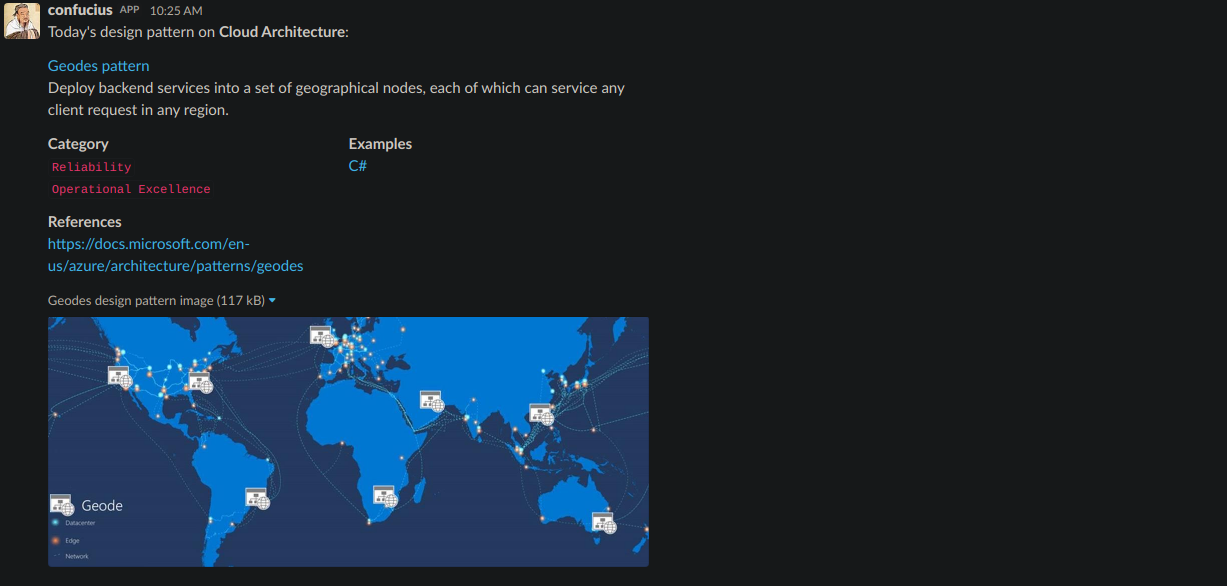 confucius APP 10:25 AM
Today's design pattern on Cloud Architecture:
Geodes pattern
Deploy backend services into a set of geographical nodes, each of which can service any
client request in any region.
Category
Reliability
Operational Excellence
Examples
C#
References
https://docs.microsoft.com/en-
us/azure/architecture/patterns/geodes
Geodes design pattern image (117 kB)
Geode
Datacenter
Edge
Network